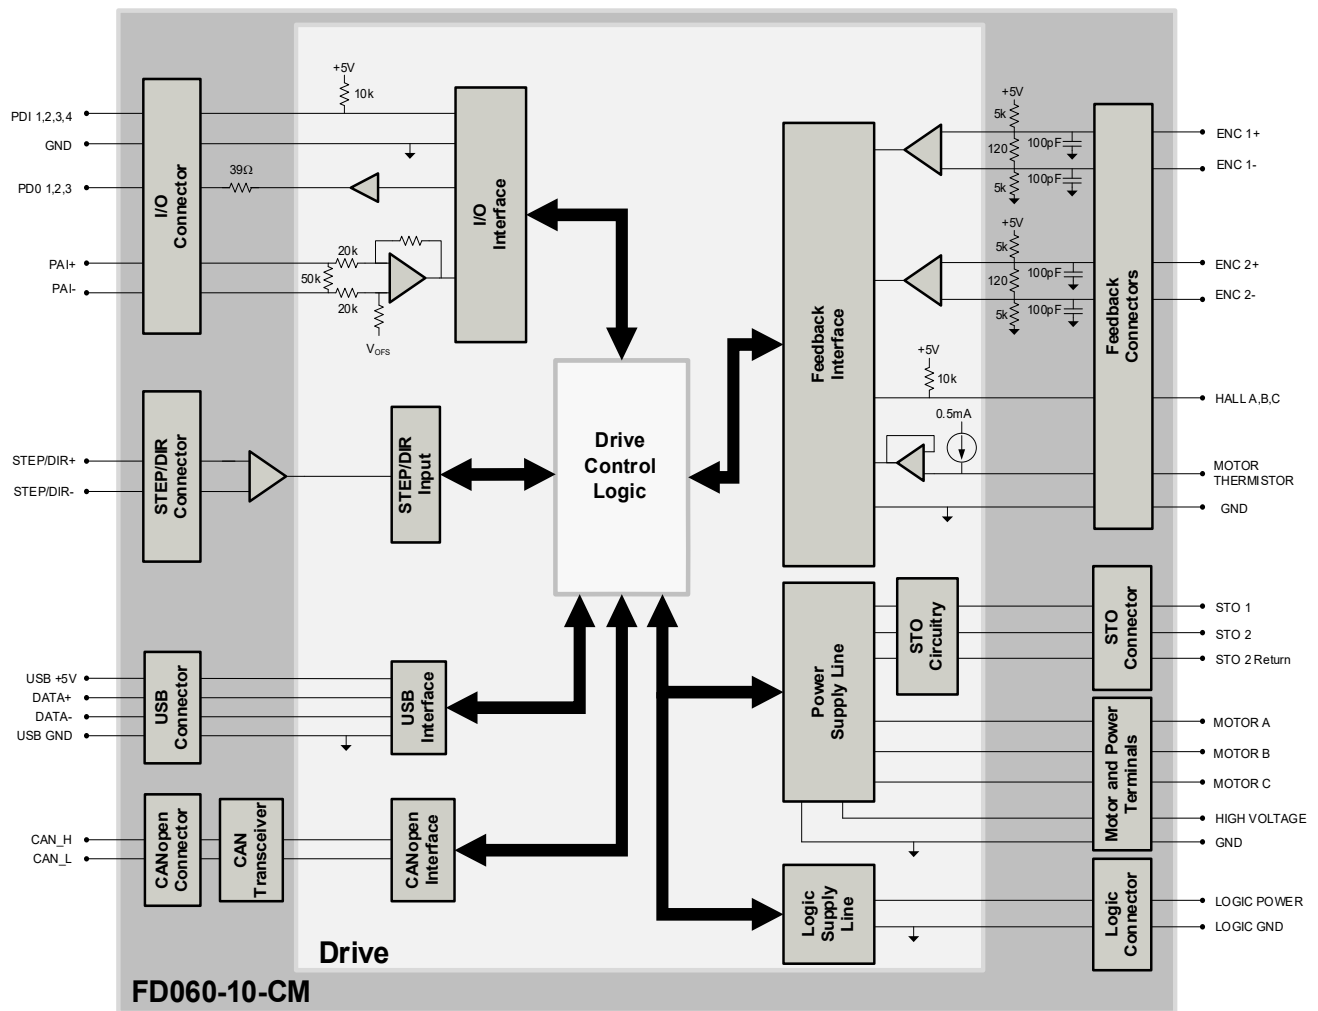 PDI 1,2,3,4
GND
PD0 1,2,3
PAI+
PAI-
I/O
Connector
39Ω
+5V
10k
20k
50k
20k
VOFS
I/O
Interface
STEP/DIR+
STEP/DIR-
STEP/DIR
Connector
STEP/DIR
Input
USB +5V
DATA+
DATA-
USB GND
USB
Connector
USB
Interface
CAN_H
CAN_L
CANopen
Connector
CAN
Transceiver
CANopen
Interface
Drive
Control
Logic
Feedback
Interface
+5V
5k
120
5k
100pF
100pF
+5V
5k
120
5k
100pF
100pF
+5V
10k
0.5mA
Feedback
Connectors
ENC 1+
ENC 1-
ENC 2+
ENC 2-
HALL A,B,C
MOTOR
THERMISTOR
GND
Power
Supply Line
STO
Circuitry
STO
Connector
STO 1
STO 2
STO 2 Return
Motor and Power
Terminals
MOTOR A
MOTOR B
MOTOR C
HIGH VOLTAGE
GND
Logic
Supply
Line
Logic
Connector
LOGIC POWER
LOGIC GND
Drive
FD060-10-CM